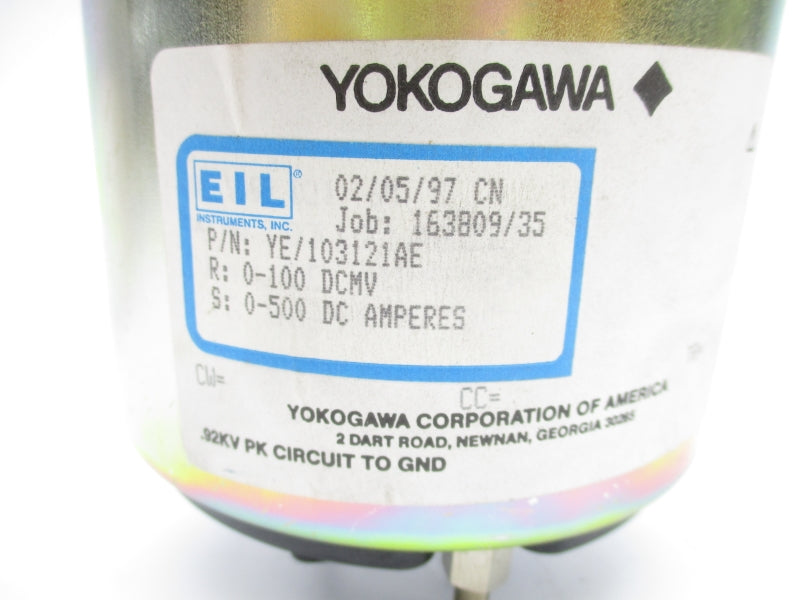 YOKOGAWA
EIL®
INSTRUMENTS, INC.
02/05/97 CN
Job: 163809/35
P/N: YE/103121AE
R: 0-100 DCMV
S: 0-500 DC AMPERES
CW=
CC=
YOKOGAWA CORPORATION OF AMERICA
2 DART ROAD, NEWNAN, GEORGIA 30265
.92KV PK CIRCUIT TO GND